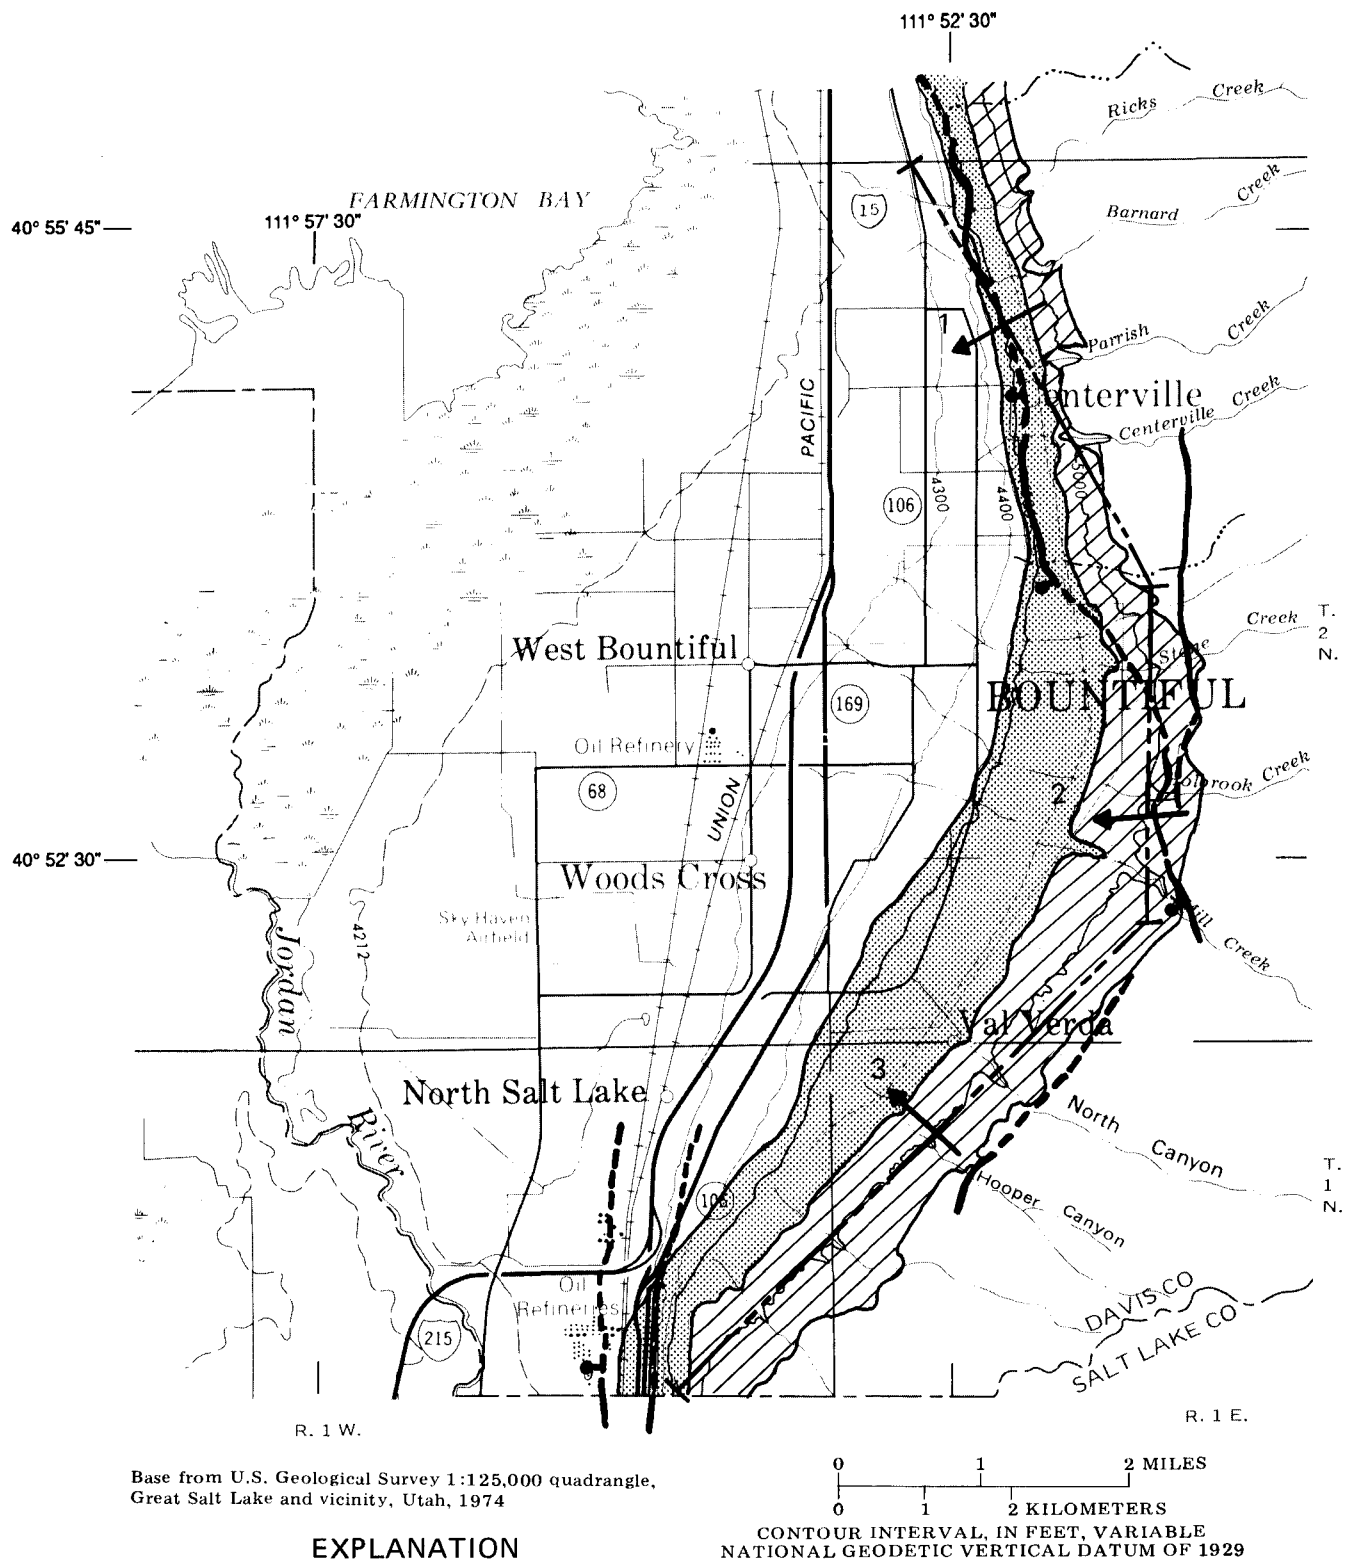 111° 52' 30"
Ricks Creek
FARMINGTON BAY
111° 57' 30"
40° 55' 45"
15
Barnard Creek
1
Parrish Creek
PACIFIC
Centerville
Centerville Creek
5000
4300
4400
106
T. 2 N.
Stone Creek
West Bountiful
BOUNTIFUL
169
Oil Refinery
68
UNION
2
Holbrook Creek
40° 52' 30"
Woods Cross
Sky Haven
Airfield
4212
Jordan
River
Mill Creek
Val Verda
3
North Salt Lake
North Canyon
T. 1 N.
106
Hooper Canyon
Oil
Refineries
215
DAVIS CO
SALT LAKE CO
R. 1 W.
R. 1 E.
Base from U.S. Geological Survey 1:125,000 quadrangle,
Great Salt Lake and vicinity, Utah, 1974
0 1 2 MILES
0 1 2 KILOMETERS
CONTOUR INTERVAL, IN FEET, VARIABLE
NATIONAL GEODETIC VERTICAL DATUM OF 1929
EXPLANATION